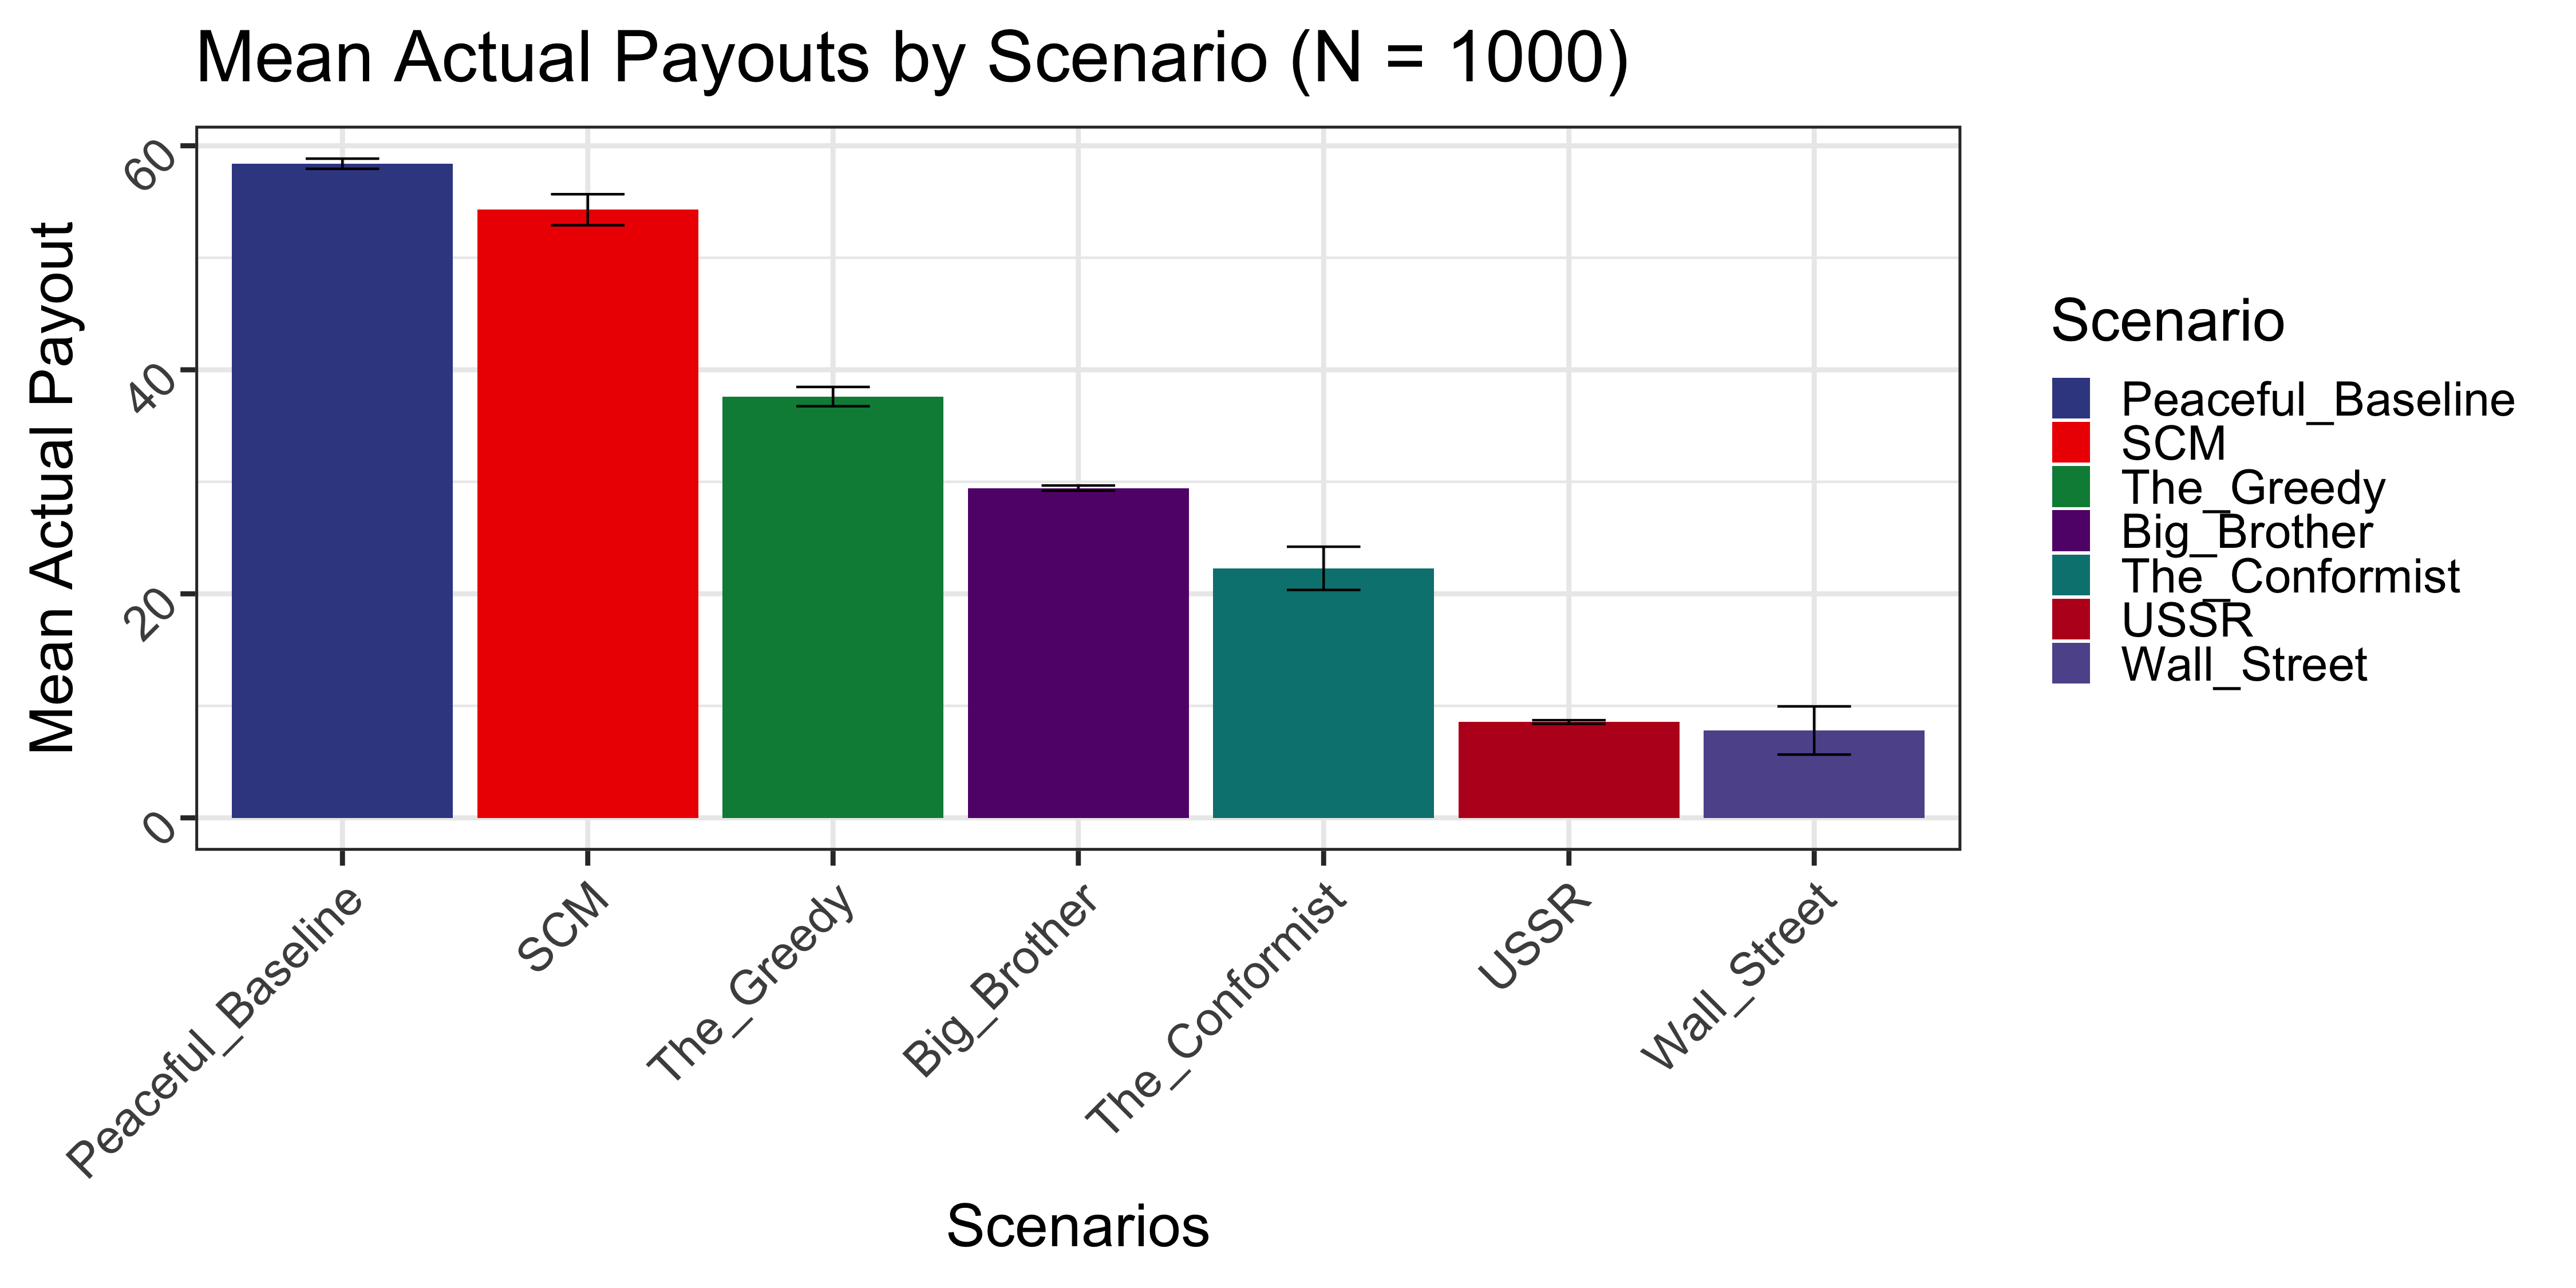 Mean Actual Payouts by Scenario (N = 1000)
Mean Actual Payout
60
40
20
0
Peaceful_Baseline
SCM
The_Greedy
Big_Brother
The_Conformist
USSR
Wall_Street
Scenarios
Scenario
Peaceful_Baseline
SCM
The_Greedy
Big_Brother
The_Conformist
USSR
Wall_Street